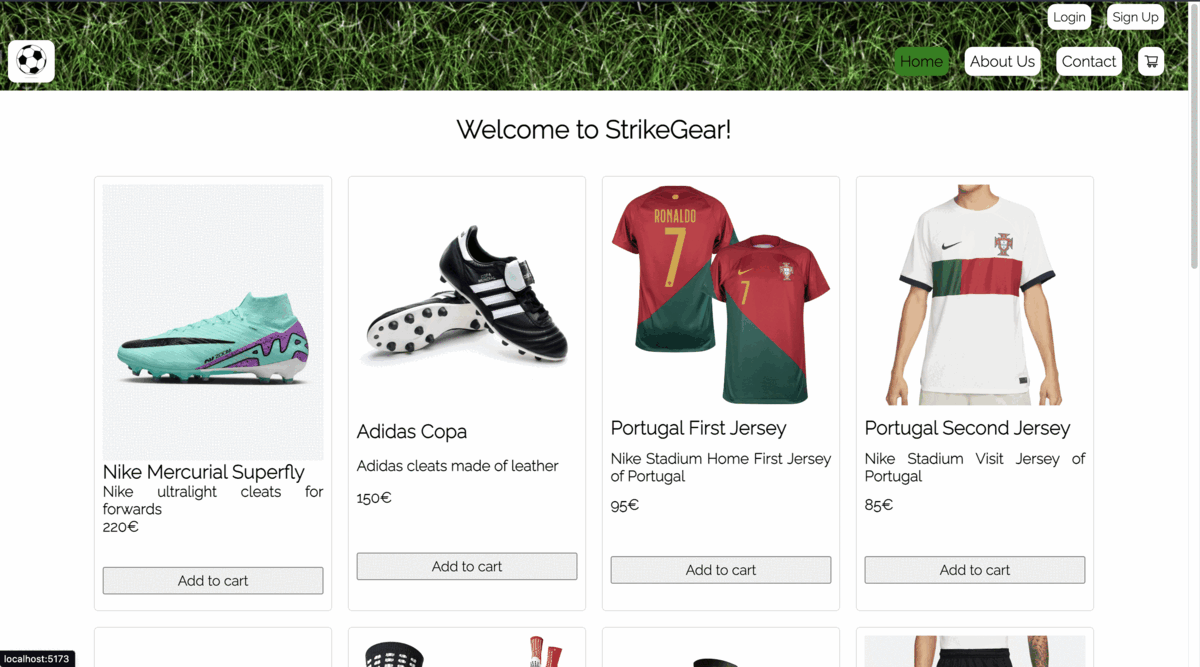 Login
Sign Up
Home
About Us
Contact
Welcome to StrikeGear!
RONALDO
7
7
Nike Mercurial Superfly
Nike ultralight cleats for
forwards
220€
Add to cart
Adidas Copa
Adidas cleats made of leather
150€
Add to cart
Portugal First Jersey
Nike Stadium Home First Jersey
of Portugal
95€
Add to cart
Portugal Second Jersey
Nike Stadium Visit Jersey of
Portugal
85€
Add to cart
localhost:5173